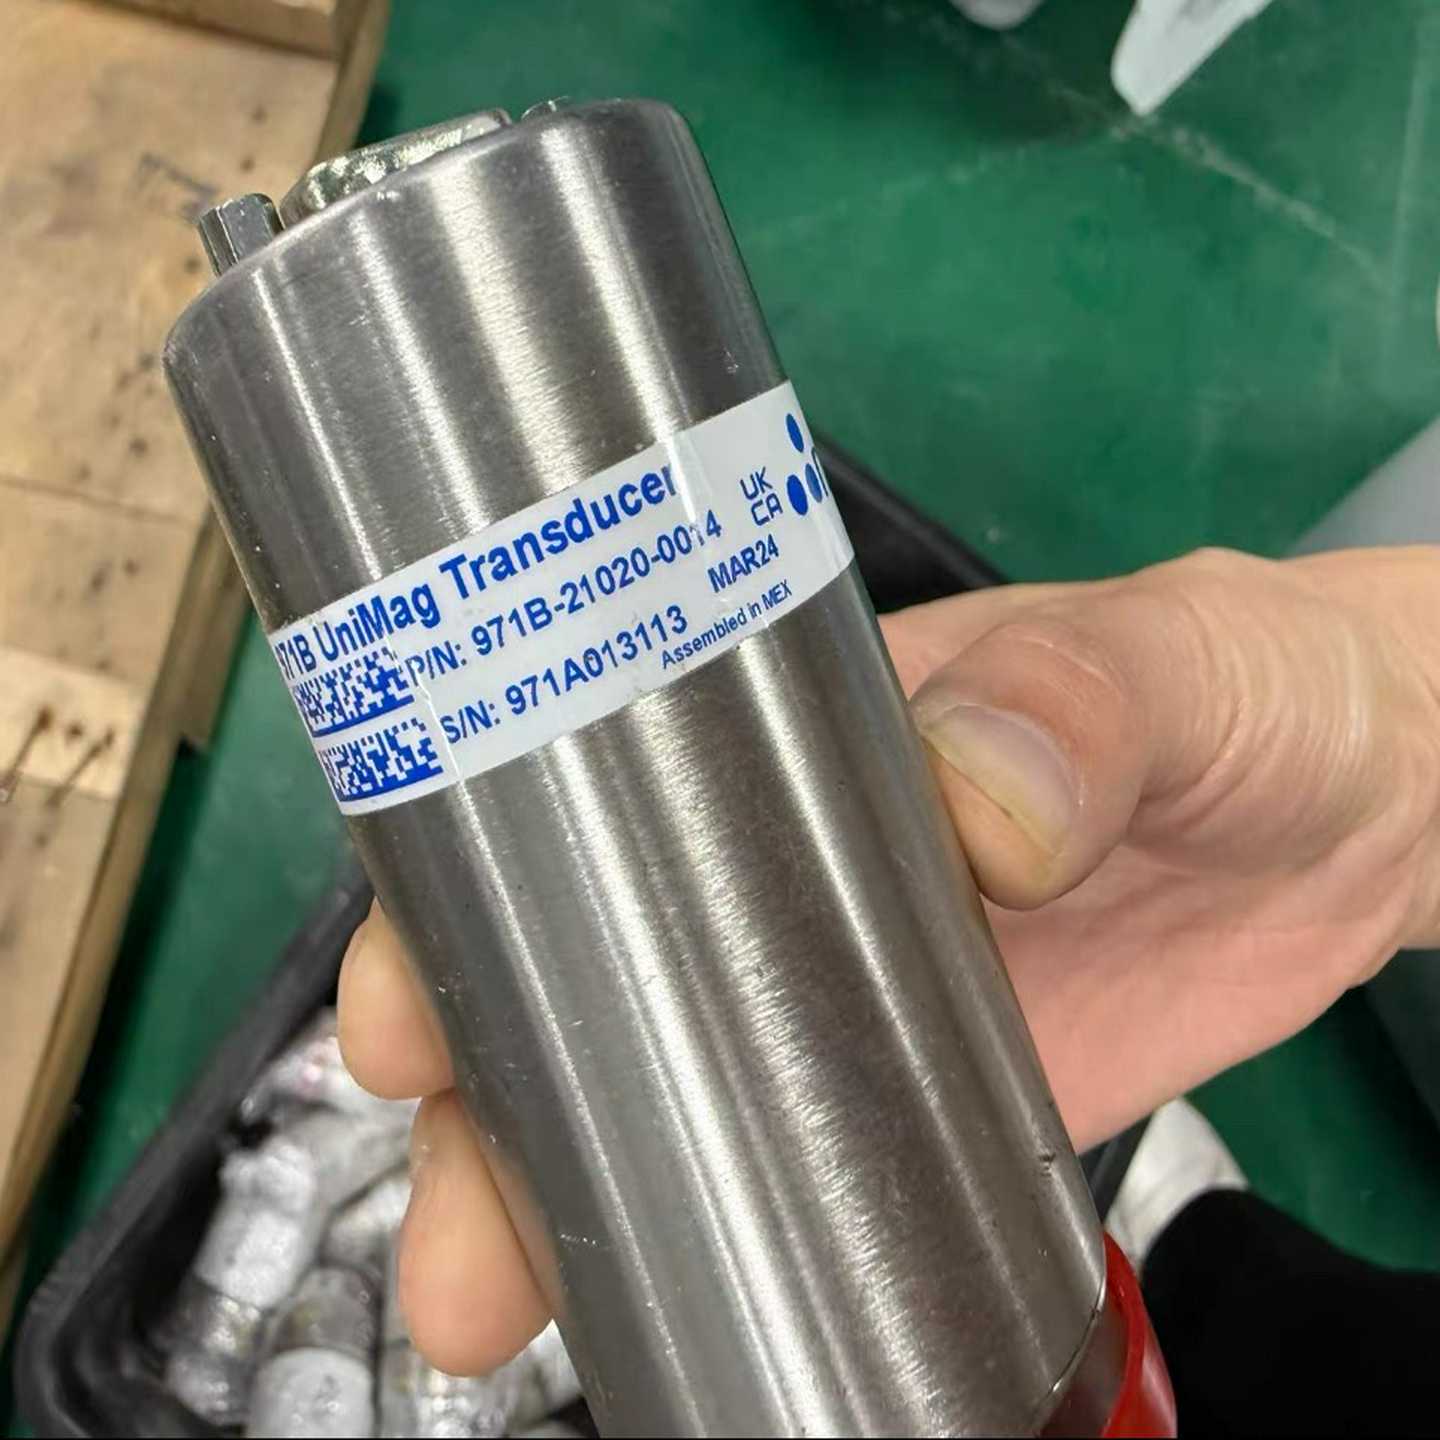 971B UniMag Transducer
P/N: 971B-21020-0014
S/N: 971A013113
MAR24
Assembled in MEX
UK
CA